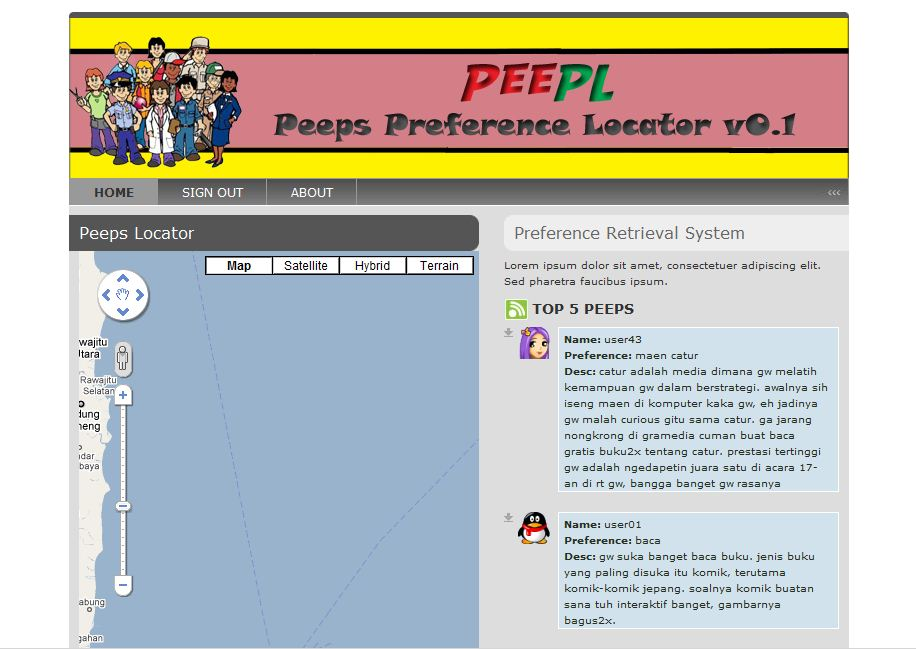 PEEPL
Peeps Preference Locator v0.1
HOME
SIGN OUT
ABOUT
‹‹‹
Peeps Locator
Map
Satellite
Hybrid
Terrain
wajitu
Utara
Rawajitu
Selatan
dung
neng
dar
baya
abung
gahan
Preference Retrieval System
Lorem ipsum dolor sit amet, consectetuer adipiscing elit.
Sed pharetra faucibus ipsum.
TOP 5 PEEPS
Name: user43
Preference: maen catur
Desc: catur adalah media dimana gw melatih
kemampuan gw dalam berstrategi. awalnya sih
iseng maen di komputer kaka gw, eh jadinya
gw malah curious gitu sama catur. ga jarang
nongkrong di gramedia cuman buat baca
gratis buku2x tentang catur. prestasi tertinggi
gw adalah ngedapetin juara satu di acara 17-
an di rt gw, bangga banget gw rasanya
Name: user01
Preference: baca
Desc: gw suka banget baca buku. jenis buku
yang paling disuka itu komik, terutama
komik-komik jepang. soalnya komik buatan
sana tuh interaktif banget, gambarnya
bagus2x.